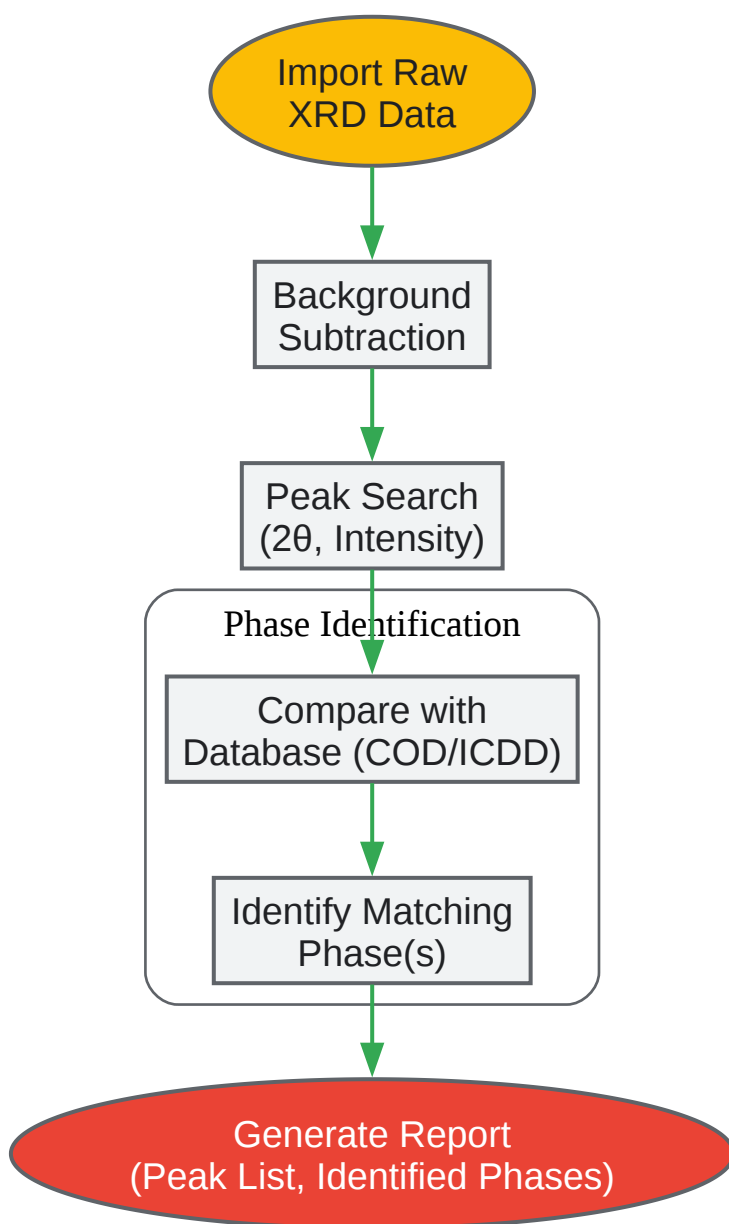 Import Raw
XRD Data
Background
Subtraction
Peak Search
(2θ, Intensity)
Phase Identification
Compare with
Database (COD/ICDD)
Identify Matching
Phase(s)
Generate Report
(Peak List, Identified Phases)